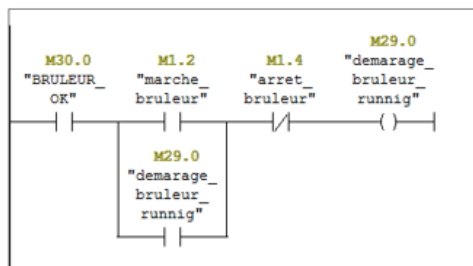 M29.0
M30.0 M1.2 M1.4 "demarage_
"BRULEUR_ "marche_ "arret_ bruleur_
OK" bruleur" bruleur" runnig"
M29.0
"demarage_
bruleur_
runnig"